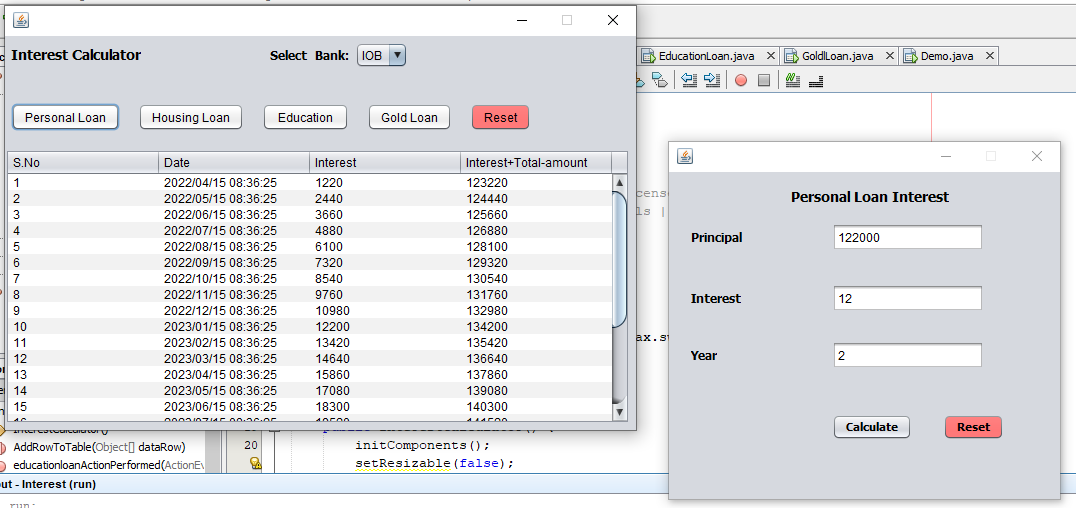 Interest Calculator
Select Bank: IOB
Personal Loan Housing Loan Education Gold Loan Reset
S.No Date Interest Interest+Total-amount
1 2022/04/15 08:36:25 1220 123220
2 2022/05/15 08:36:25 2440 124440
3 2022/06/15 08:36:25 3660 125660
4 2022/07/15 08:36:25 4880 126880
5 2022/08/15 08:36:25 6100 128100
6 2022/09/15 08:36:25 7320 129320
7 2022/10/15 08:36:25 8540 130540
8 2022/11/15 08:36:25 9760 131760
9 2022/12/15 08:36:25 10980 132980
10 2023/01/15 08:36:25 12200 134200
11 2023/02/15 08:36:25 13420 135420
12 2023/03/15 08:36:25 14640 136640
13 2023/04/15 08:36:25 15860 137860
14 2023/05/15 08:36:25 17080 139080
15 2023/06/15 08:36:25 18300 140300
EducationLoan.java GoldlLoan.java Demo.java
Personal Loan Interest
Principal 122000
Interest 12
Year 2
Calculate Reset
AddRowToTable(Object[] dataRow)
educationloanActionPerformed(ActionEv
20 initComponents();
setResizable(false);
ut - Interest (run)
run: